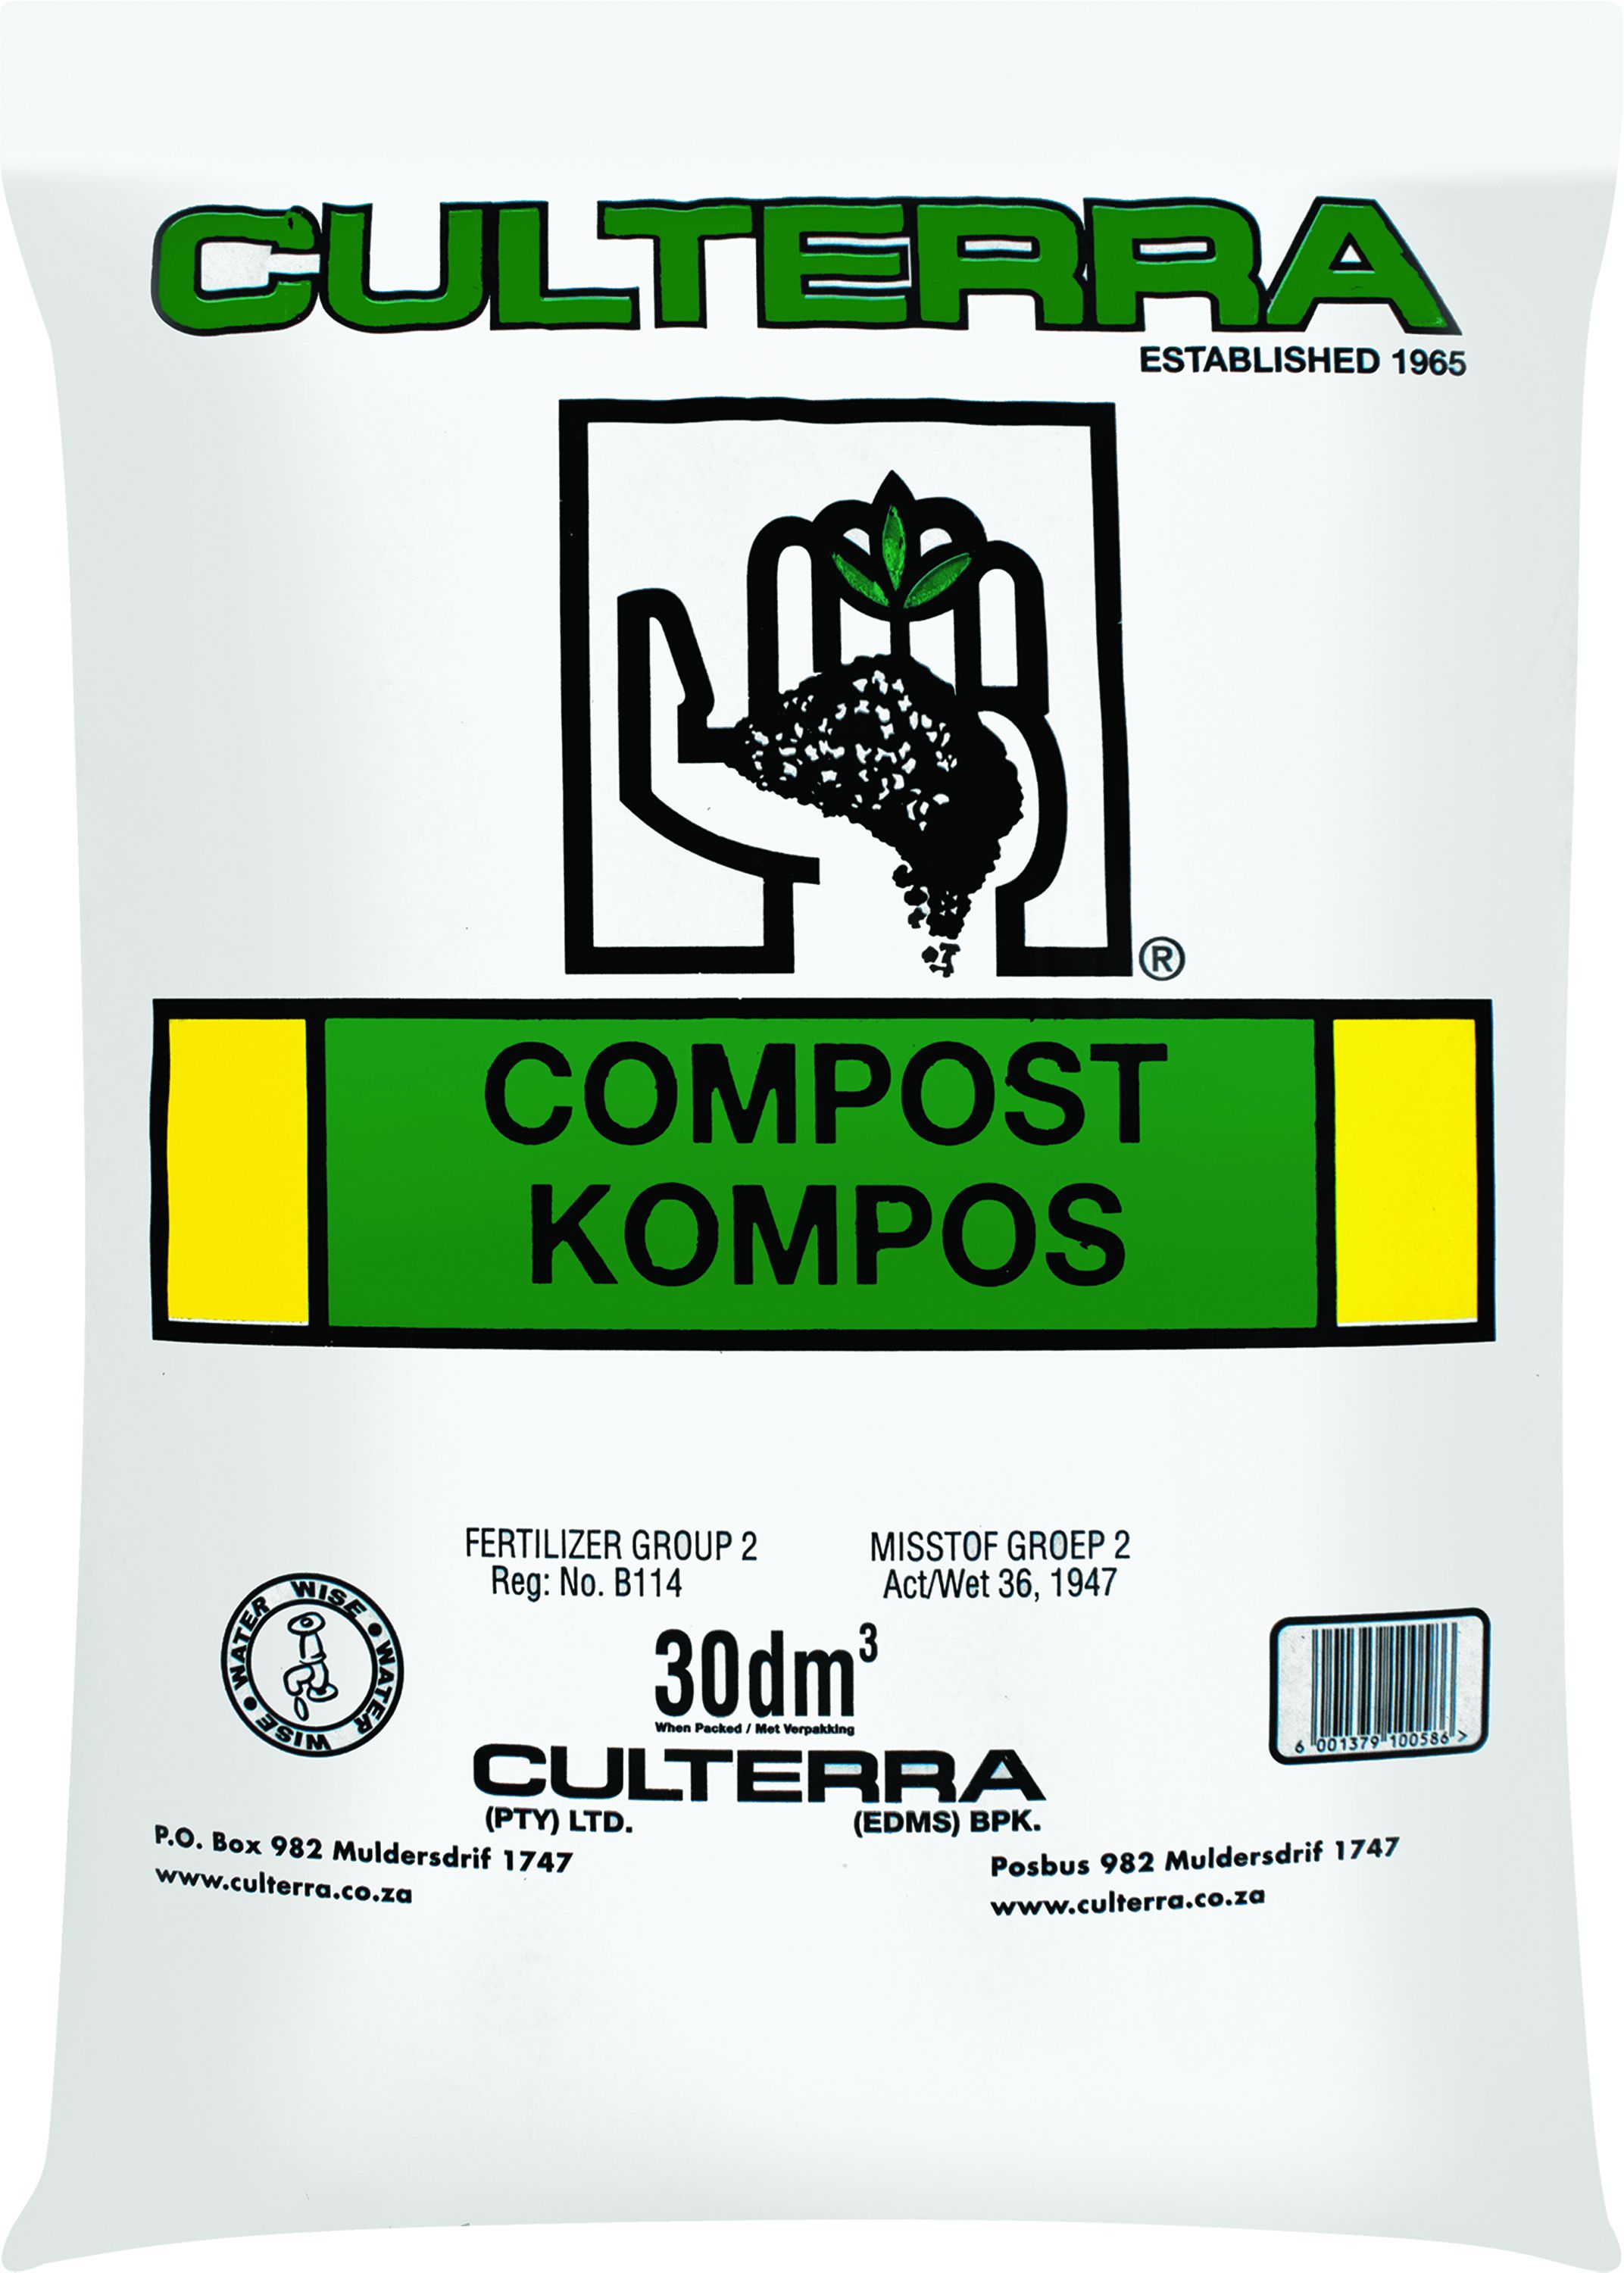 CULTERRA
ESTABLISHED 1965
®
COMPOST
KOMPOS
FERTILIZER GROUP 2
Reg: No. B114
MISSTOF GROEP 2
Act/Wet 36, 1947
WATER WISE • WATER WISE •
30dm³
When Packed / Met Verpakking
6 001379 100586 >
CULTERRA
(PTY) LTD. (EDMS) BPK.
P.O. Box 982 Muldersdrif 1747
www.culterra.co.za
Posbus 982 Muldersdrif 1747
www.culterra.co.za